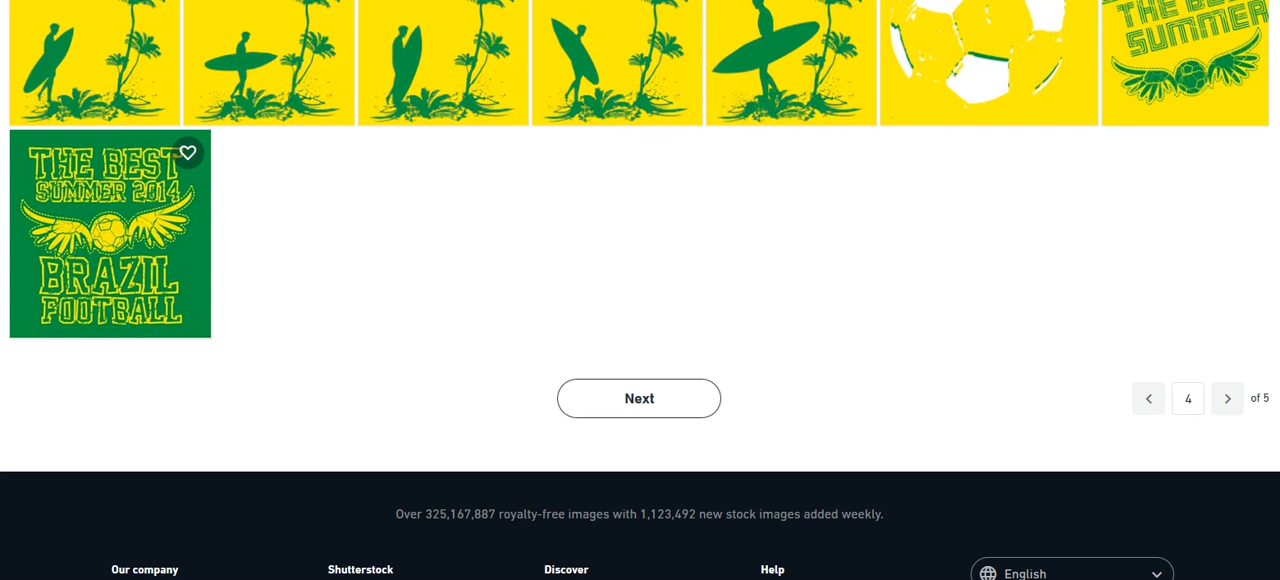 THE BE
SUMMER
THE BEST
SUMMER 2014
BRAZIL
FOOTBALL
Next
4
of 5
Over 325,167,887 royalty-free images with 1,123,492 new stock images added weekly.
Our company
Shutterstock
Discover
Help
English